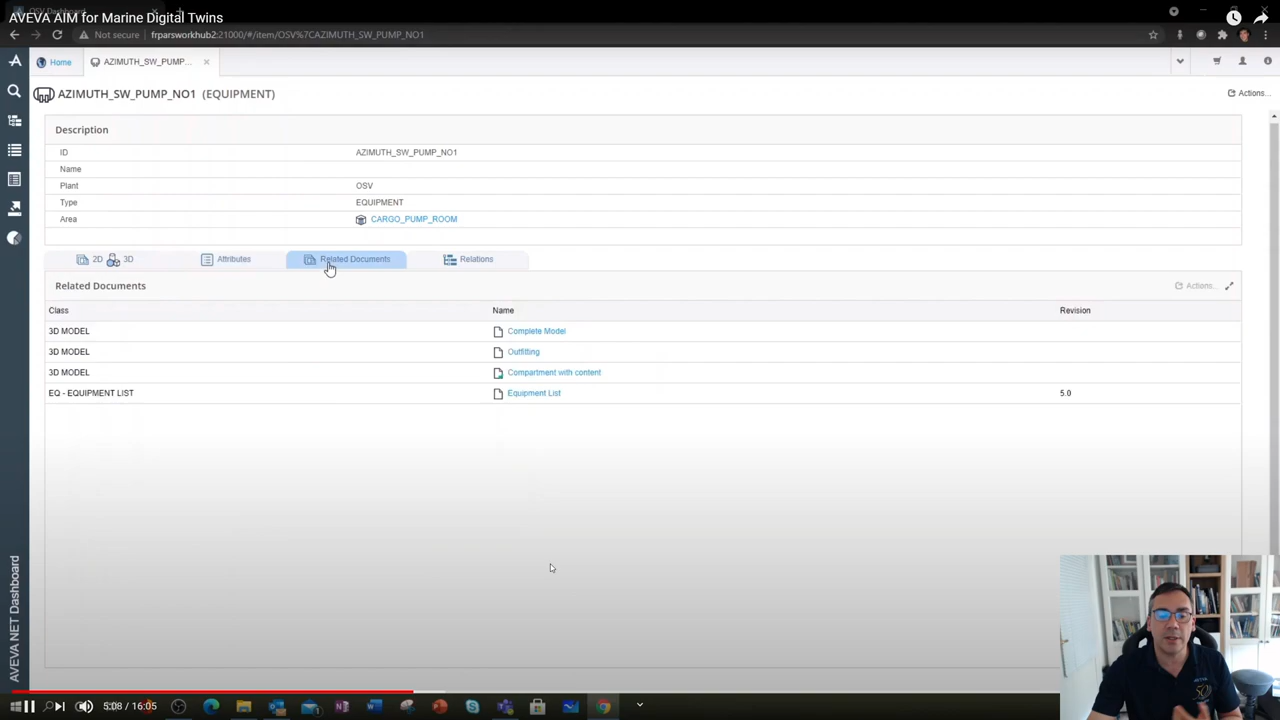 AVEVA AIM for Marine Digital Twins
Not secure frparsworkhub2:21000/#/item/OSV%7CAZIMUTH_SW_PUMP_NO1
Home
AZIMUTH_SW_PUMP...
AZIMUTH_SW_PUMP_NO1 (EQUIPMENT)
Actions...
Description
ID AZIMUTH_SW_PUMP_NO1
Name
Plant OSV
Type EQUIPMENT
Area CARGO_PUMP_ROOM
2D 3D Attributes Related Documents Relations
Related Documents Actions...
Class Name Revision
3D MODEL Complete Model
3D MODEL Outfitting
3D MODEL Compartment with content
EQ - EQUIPMENT LIST Equipment List 5.0
AVEVA NET Dashboard
5:08 / 16:05